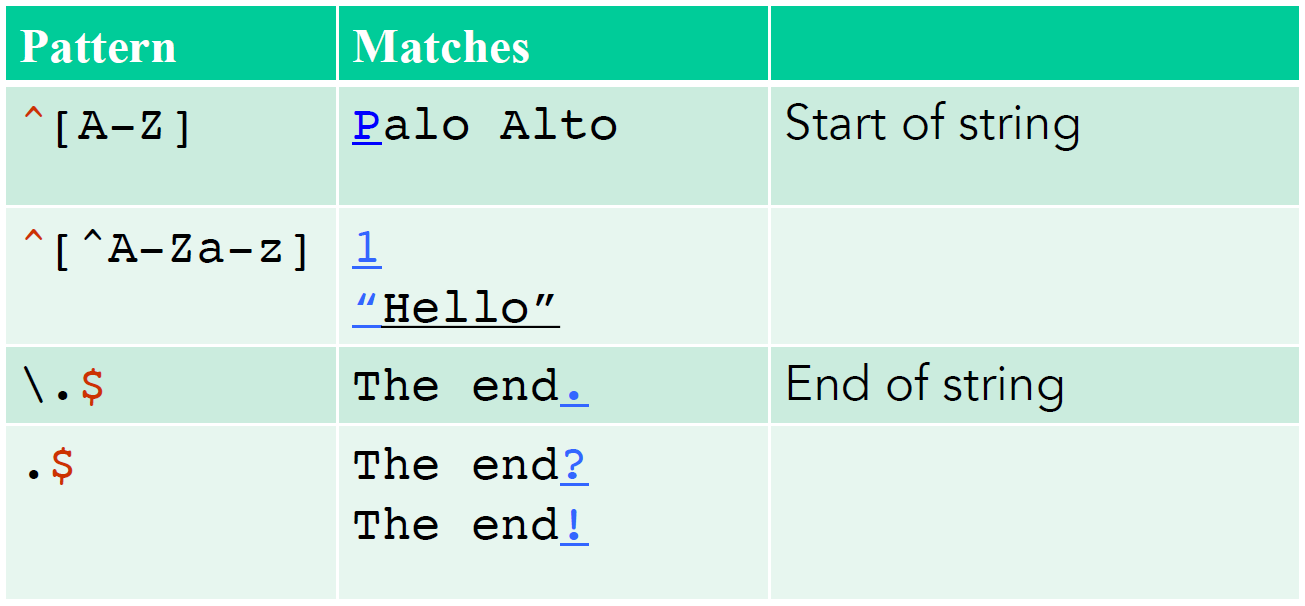 Pattern Matches
^[A-Z] Palo Alto Start of string
^[^A-Za-z] 1
“Hello”
\.$ The end. End of string
.$ The end?
The end!